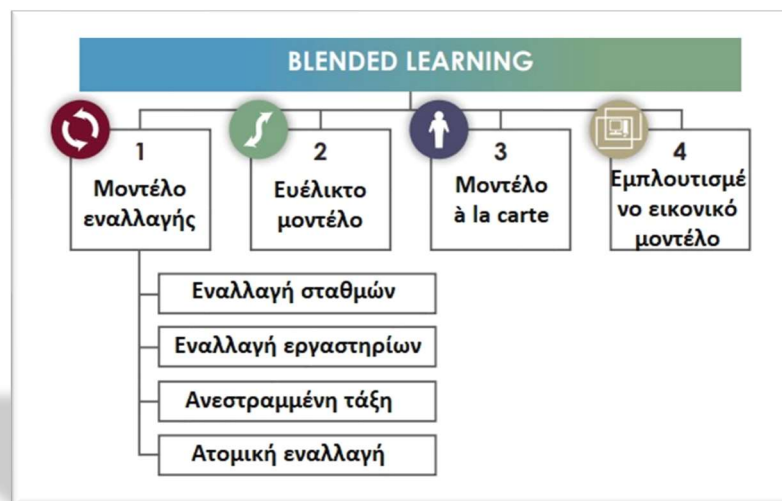 BLENDED LEARNING
1
Μοντέλο
εναλλαγής
2
Ευέλικτο
μοντέλο
3
Μοντέλο
à la carte
4
Εμπλουτισμέ
νο εικονικό
μοντέλο
Εναλλαγή σταθμών
Εναλλαγή εργαστηρίων
Ανεστραμμένη τάξη
Ατομική εναλλαγή